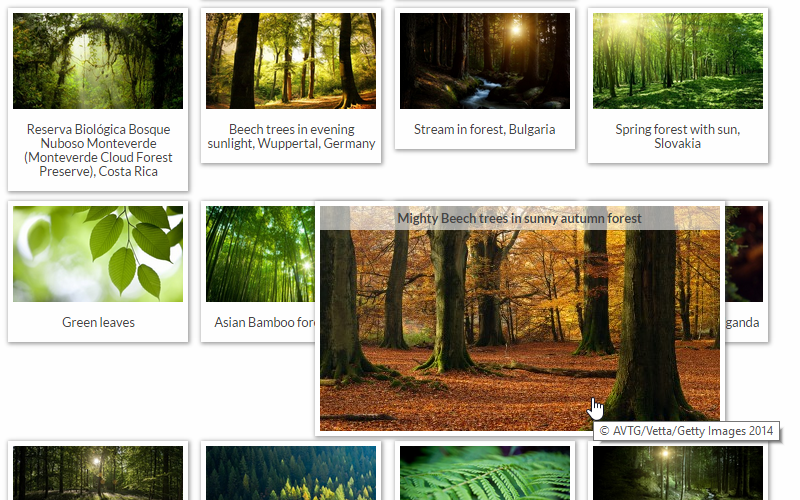 Reserva Biológica Bosque
Nuboso Monteverde
(Monteverde Cloud Forest
Preserve), Costa Rica
Beech trees in evening
sunlight, Wuppertal, Germany
Stream in forest, Bulgaria
Spring forest with sun,
Slovakia
Mighty Beech trees in sunny autumn forest
Green leaves
Asian Bamboo fore
ganda
© AVTG/Vetta/Getty Images 2014